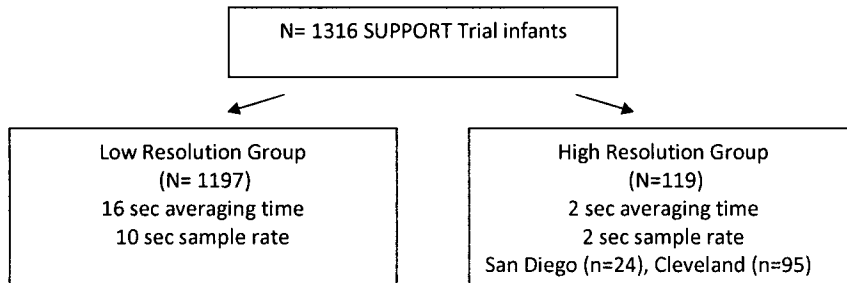 N= 1316 SUPPORT Trial infants
Low Resolution Group
(N= 1197)
16 sec averaging time
10 sec sample rate
High Resolution Group
(N=119)
2 sec averaging time
2 sec sample rate
San Diego (n=24), Cleveland (n=95)